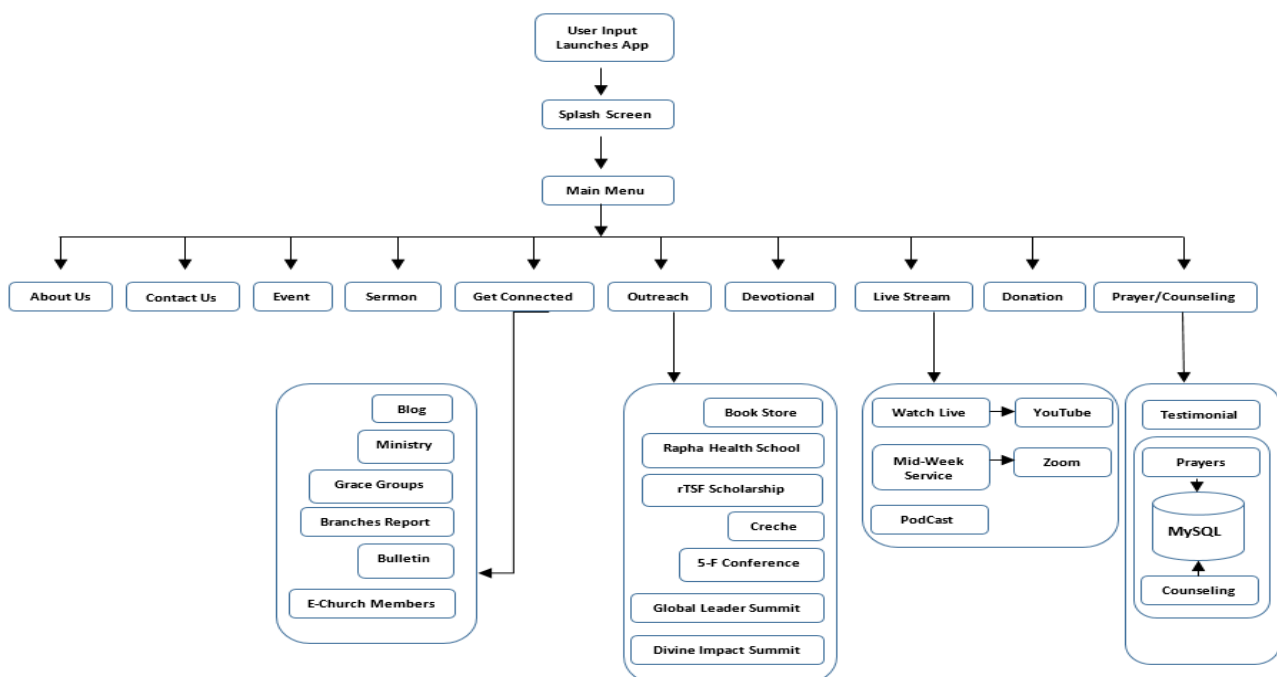 User Input
Launches App
Splash Screen
Main Menu
About Us
Contact Us
Event
Sermon
Get Connected
Outreach
Devotional
Live Stream
Donation
Prayer/Counseling
Blog
Ministry
Grace Groups
Branches Report
Bulletin
E-Church Members
Book Store
Rapha Health School
rTSF Scholarship
Creche
5-F Conference
Global Leader Summit
Divine Impact Summit
Watch Live
YouTube
Mid-Week
Service
Zoom
PodCast
Testimonial
Prayers
MySQL
Counseling